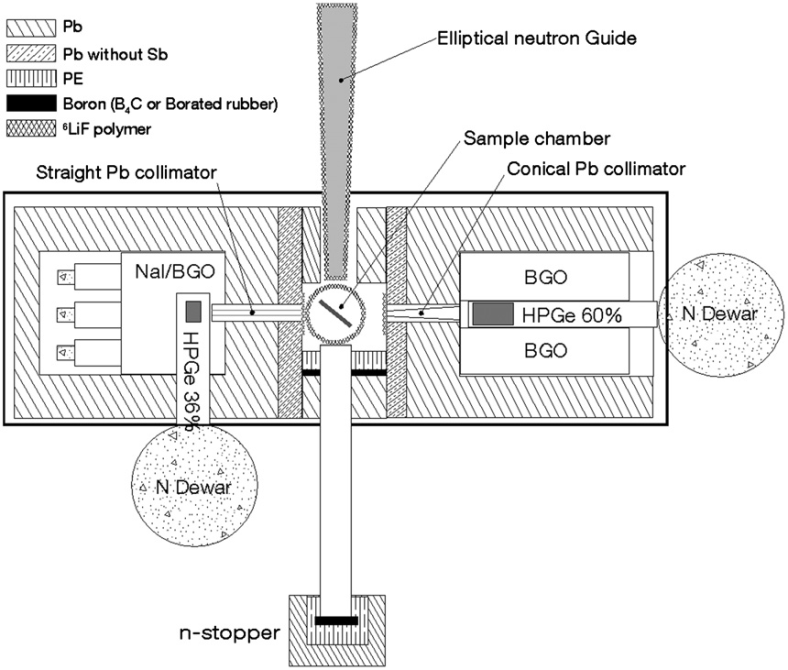 Pb
Pb without Sb
PE
Boron (B₄C or Borated rubber)
⁶LiF polymer
Elliptical neutron Guide
Sample chamber
Conical Pb collimator
Straight Pb collimator
NaI/BGO
HPGe 36%
N Dewar
BGO
HPGe 60%
BGO
N Dewar
n-stopper